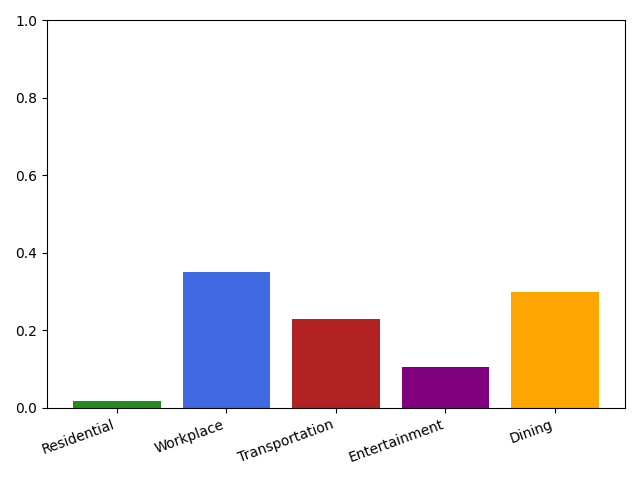 1.0
0.8
0.6
0.4
0.2
0.0
Residential
Workplace
Transportation
Entertainment
Dining